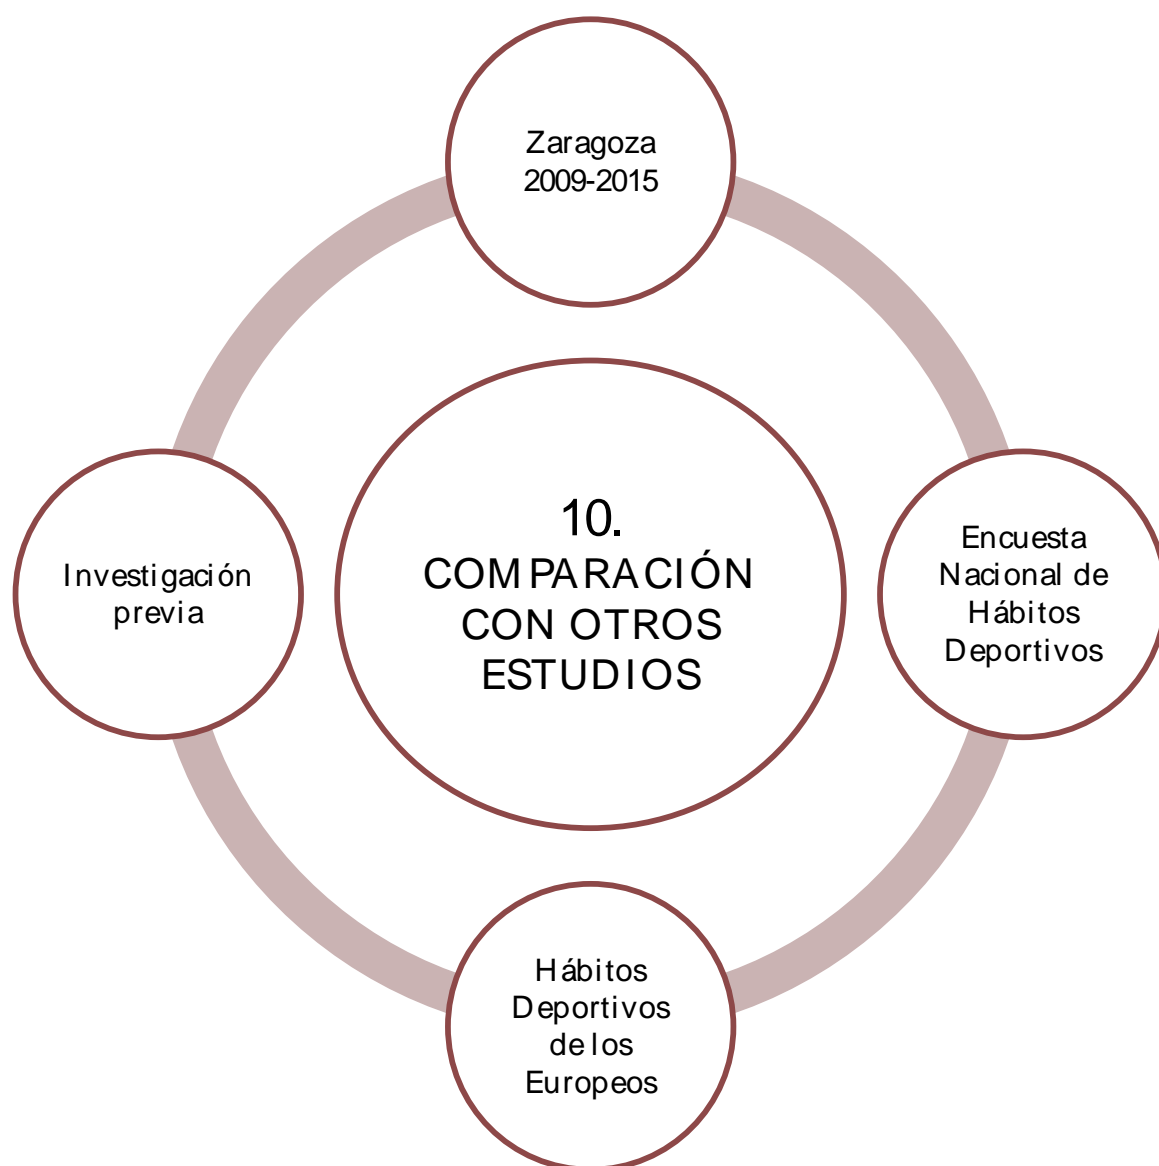 Zaragoza
2009-2015
Investigación
previa
10.
COMPARACIÓN
CON OTROS
ESTUDIOS
Encuesta
Nacional de
Hábitos
Deportivos
Hábitos
Deportivos
de los
Europeos